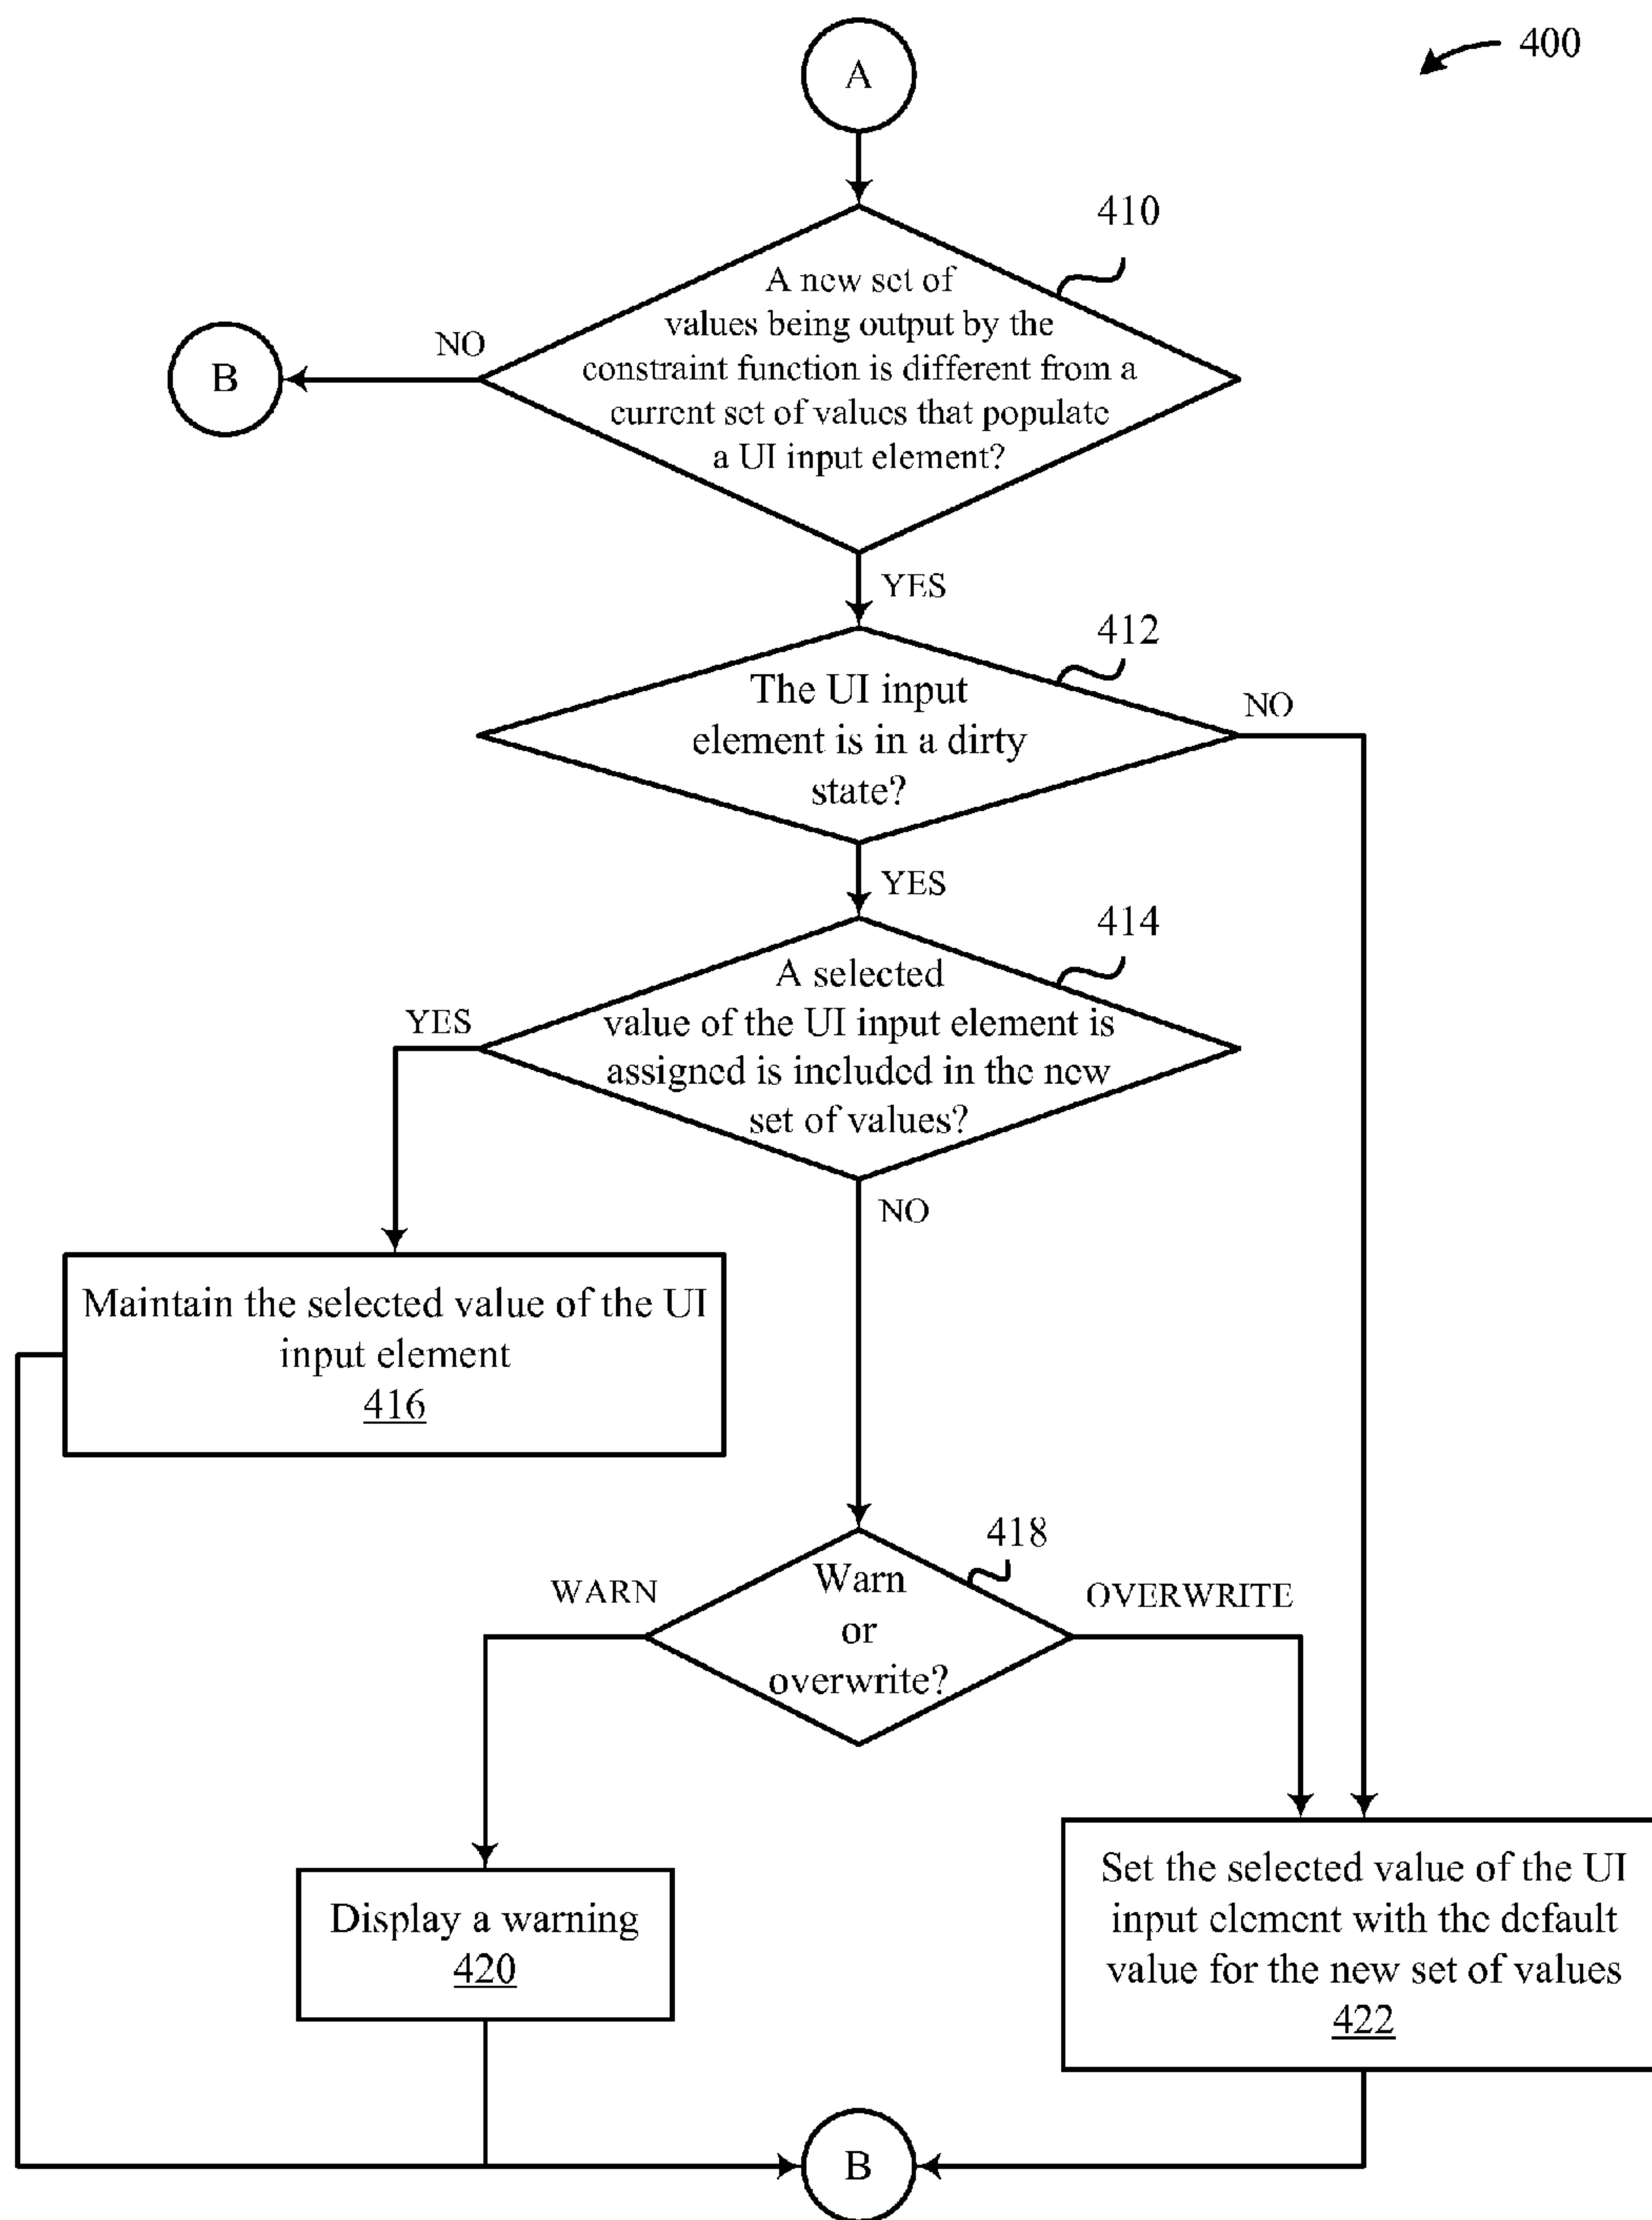 400
A
410
A new set of
values being output by the
constraint function is different from a
current set of values that populate
a UI input element?
NO
B
YES
412
The UI input
element is in a dirty
state?
NO
YES
414
A selected
value of the UI input element is
assigned is included in the new
set of values?
YES
NO
Maintain the selected value of the UI
input element
416
418
Warn
or
overwrite?
WARN
OVERWRITE
Display a warning
420
Set the selected value of the UI
input element with the default
value for the new set of values
422
B